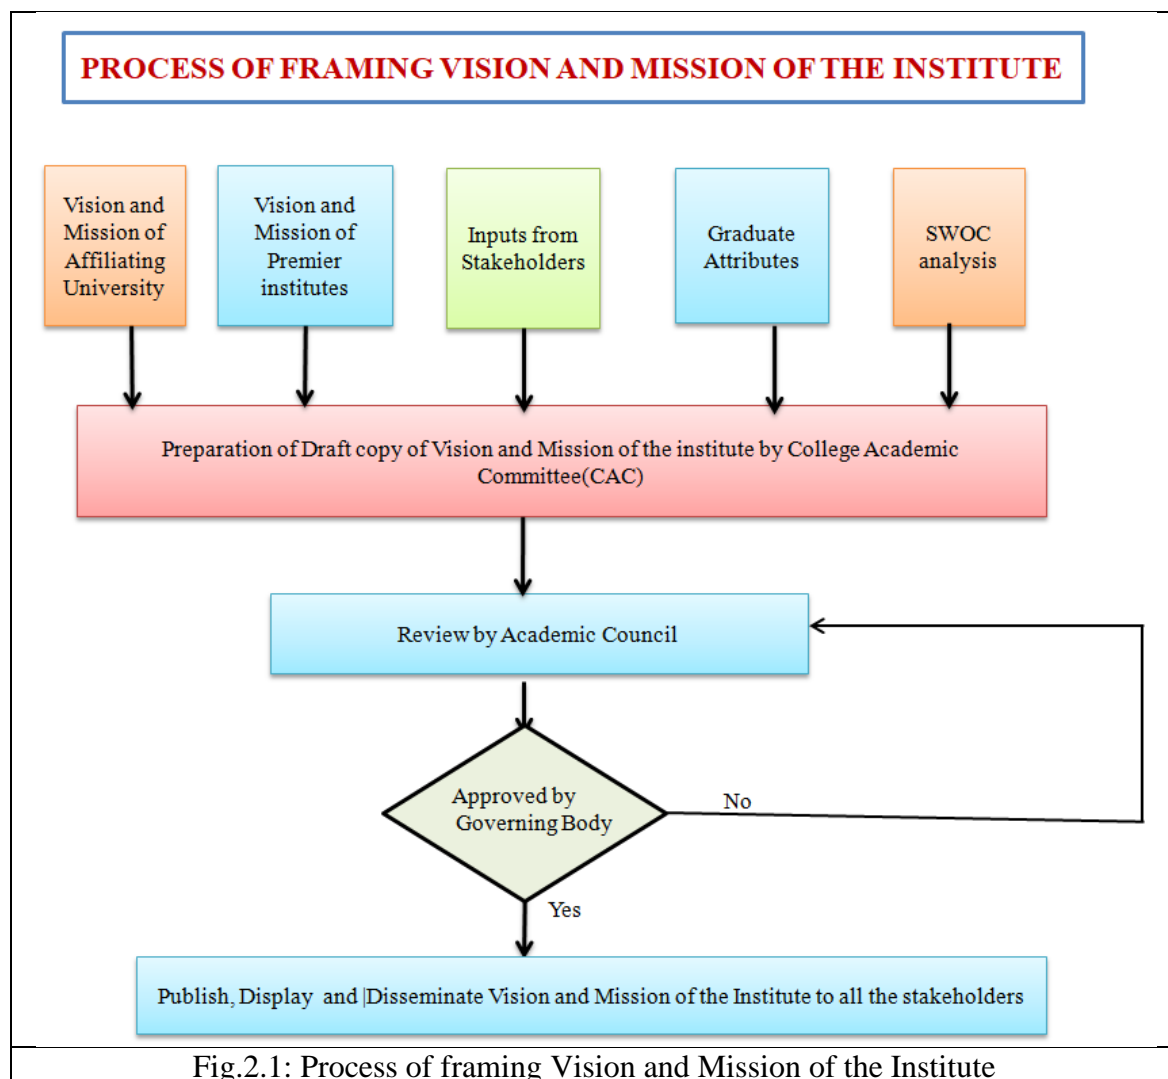 PROCESS OF FRAMING VISION AND MISSION OF THE INSTITUTE
Vision and
Mission of
Affiliating
University
Vision and
Mission of
Premier
institutes
Inputs from
Stakeholders
Graduate
Attributes
SWOC
analysis
Preparation of Draft copy of Vision and Mission of the institute by College Academic
Committee(CAC)
Review by Academic Council
Approved by
Governing Body
No
Yes
Publish, Display and |Disseminate Vision and Mission of the Institute to all the stakeholders
Fig.2.1: Process of framing Vision and Mission of the Institute